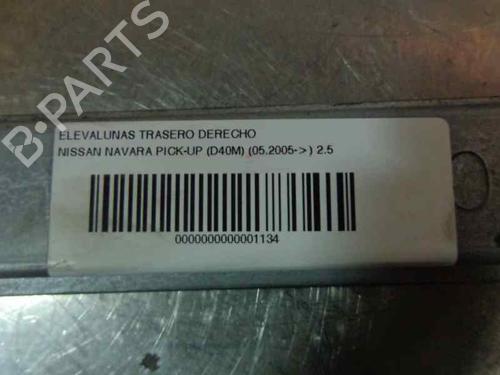 B-PARTS
ELEVALUNAS TRASERO DERECHO
NISSAN NAVARA PICK-UP (D40M) (05.2005->) 2.5
0000000000001134